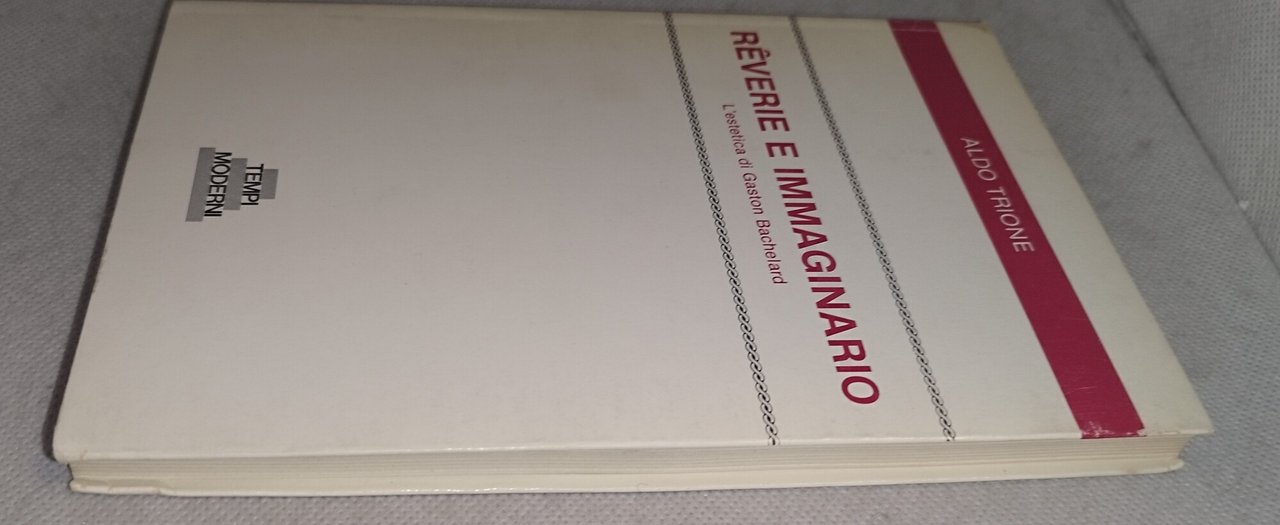 ALDO TRIONE
RÊVERIE E IMMAGINARIO
L'estetica di Gaston Bachelard
TEMPI
MODERNI